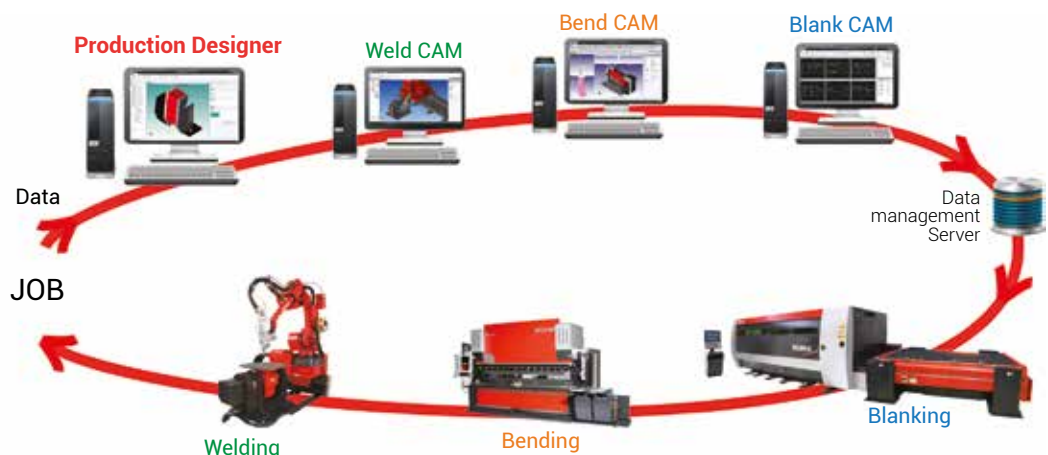 Production Designer
Weld CAM
Bend CAM
Blank CAM
Data
Data
management
Server
JOB
Welding
Bending
Blanking